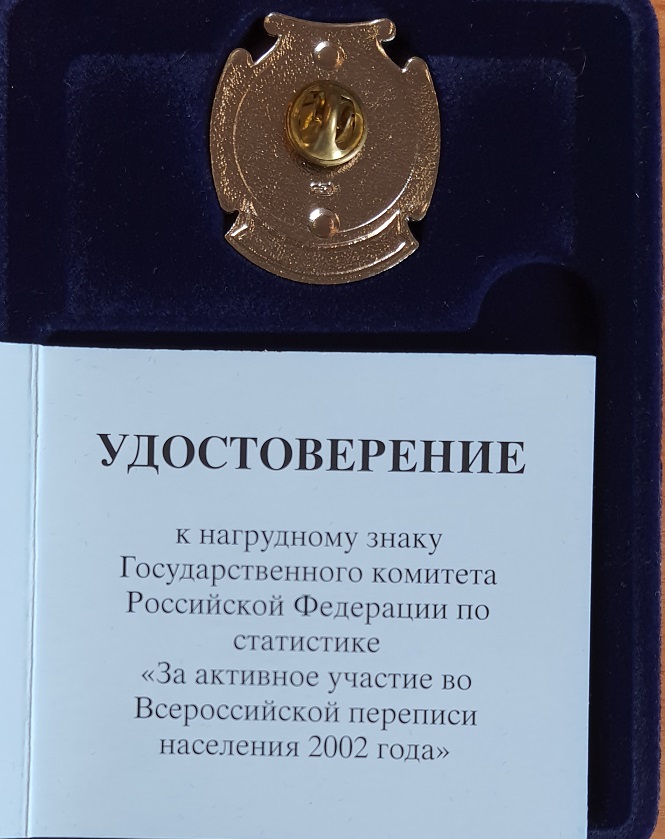 УДОСТОВЕРЕНИЕ
к нагрудному знаку
Государственного комитета
Российской Федерации по
статистике
«За активное участие во
Всероссийской переписи
населения 2002 года»